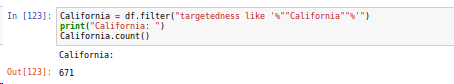 In [123]: California = df.filter("targetedness like '%""California""%'")
print("California: ")
California.count()
California:
Out[123]: 671